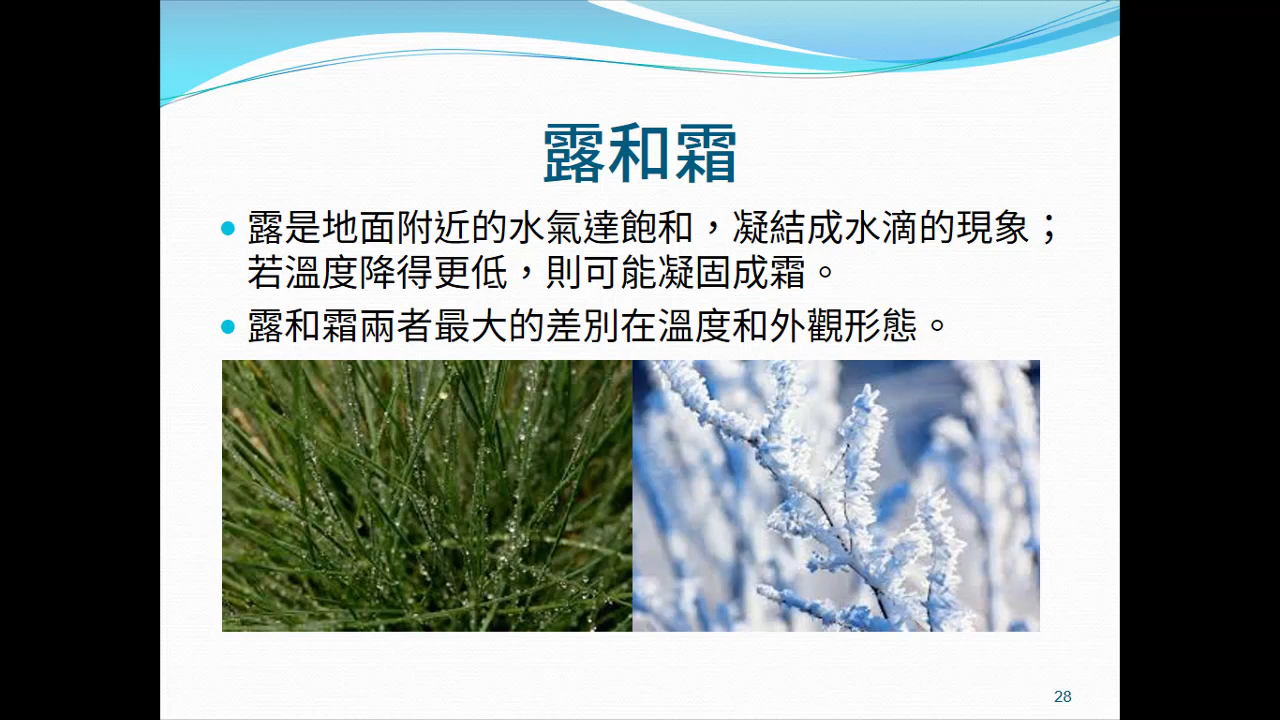 露和霜
露是地面附近的水氣達飽和，凝結成水滴的現象；
若溫度降得更低，則可能凝固成霜。
露和霜兩者最大的差別在溫度和外觀形態。
28